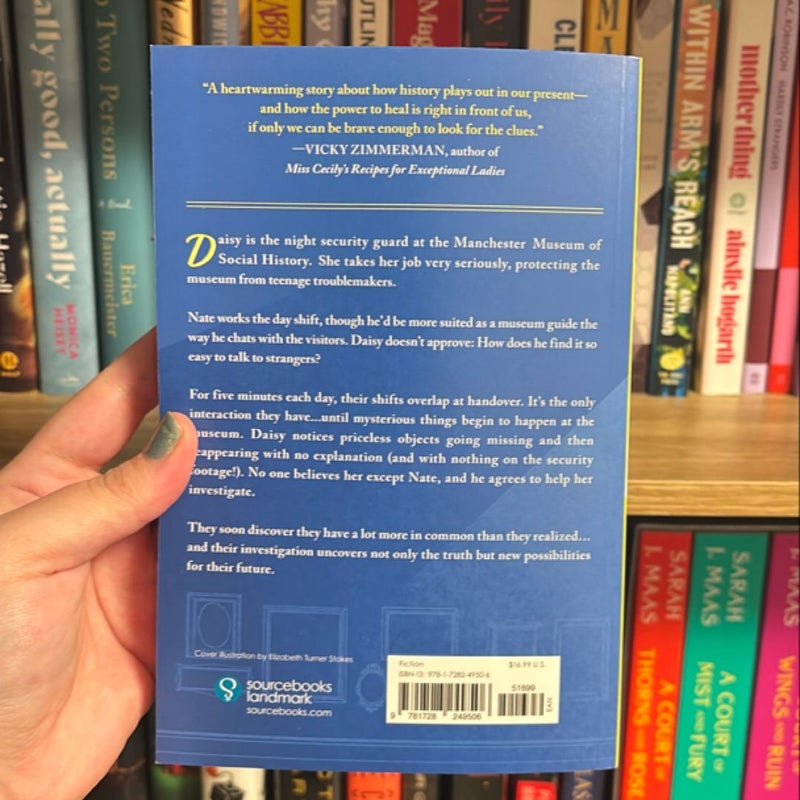 "A heartwarming story about how history plays out in our present—
and how the power to heal is right in front of us,
if only we can be brave enough to look for the clues."
—VICKY ZIMMERMAN, author of
Miss Cecily's Recipes for Exceptional Ladies
Daisy is the night security guard at the Manchester Museum of
Social History. She takes her job very seriously, protecting the
museum from teenage troublemakers.
Nate works the day shift, though he'd be more suited as a museum guide the
way he chats with the visitors. Daisy doesn't approve: How does he find it so
easy to talk to strangers?
For five minutes each day, their shifts overlap at handover. It's the only
interaction they have...until mysterious things begin to happen at the
museum. Daisy notices priceless objects going missing and then
reappearing with no explanation (and with nothing on the security
footage!). No one believes her except Nate, and he agrees to help her
investigate.
They soon discover they have a lot more in common than they realized...
and their investigation uncovers not only the truth but new possibilities
for their future.
Cover illustration by Elizabeth Turner Stokes
sourcebooks
landmark
sourcebooks.com
Fiction $16.99 U.S.
ISBN-13: 978-1-7282-4950-6
51699
9 781728 249506
EAN
really good, actually
MONICA
HEISEY
Two Persons
a Novel
Erica
Bauermeister
WITHIN ARM'S REACH
ANN
NAPOLITANO
motherthing
ainslie hogarth
HARDLY STRANGERS
SARAH
J. MAAS
A COURT OF
THORNS AND ROSES
SARAH
J. MAAS
A COURT OF
MIST AND FURY
J. MAAS
WINGS AND RUIN